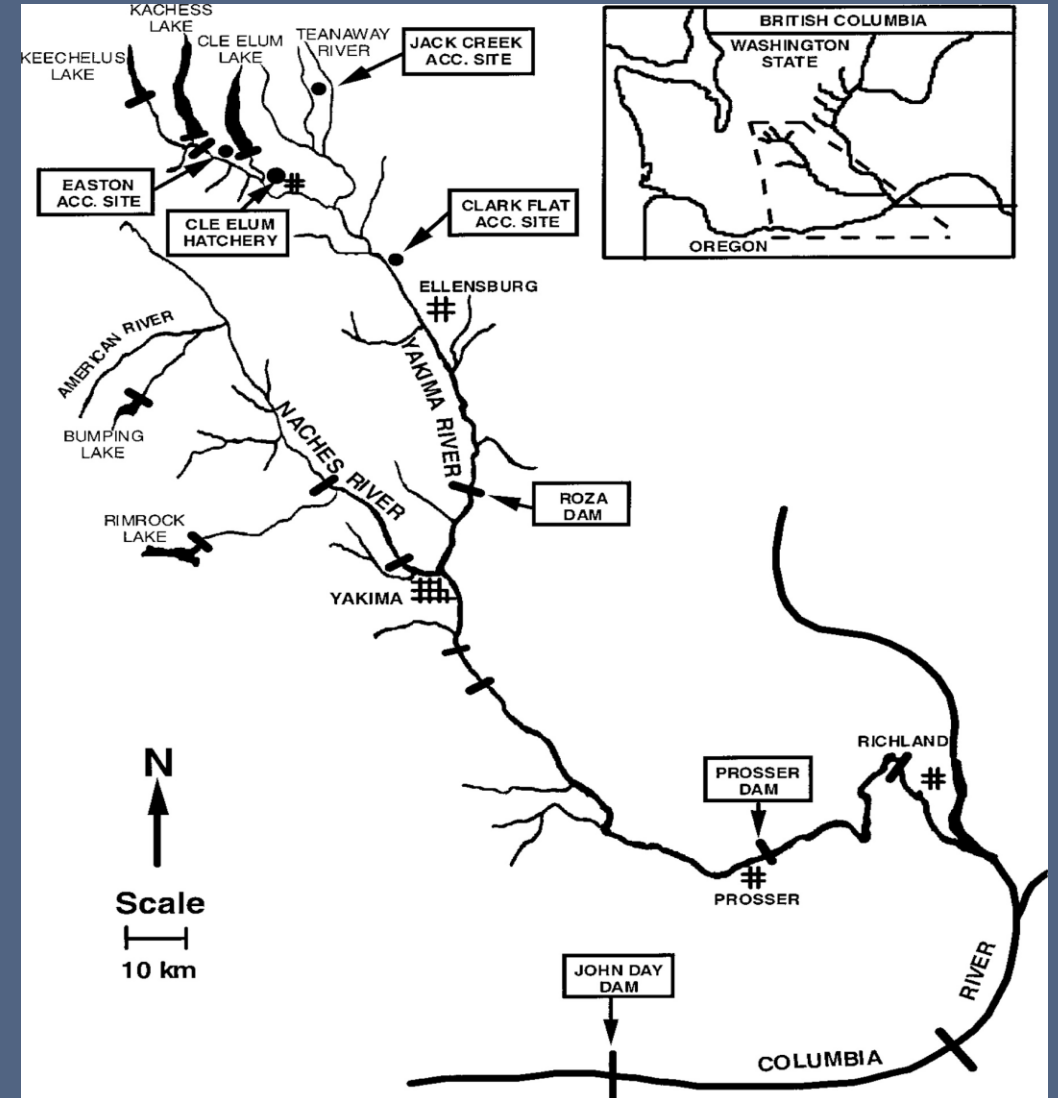 KACHESS
LAKE
KEECHELUS
LAKE
CLE ELUM
LAKE
TEANAWAY
RIVER
JACK CREEK
ACC. SITE
BRITISH COLUMBIA
WASHINGTON
STATE
OREGON
EASTON
ACC. SITE
CLE ELUM
HATCHERY
CLARK FLAT
ACC. SITE
ELLENSBURG
AMERICAN RIVER
BUMPING
LAKE
YAKIMA RIVER
NACHES RIVER
ROZA
DAM
RIMROCK
LAKE
YAKIMA
RICHLAND
PROSSER
DAM
PROSSER
N
Scale
10 km
JOHN DAY
DAM
COLUMBIA
RIVER